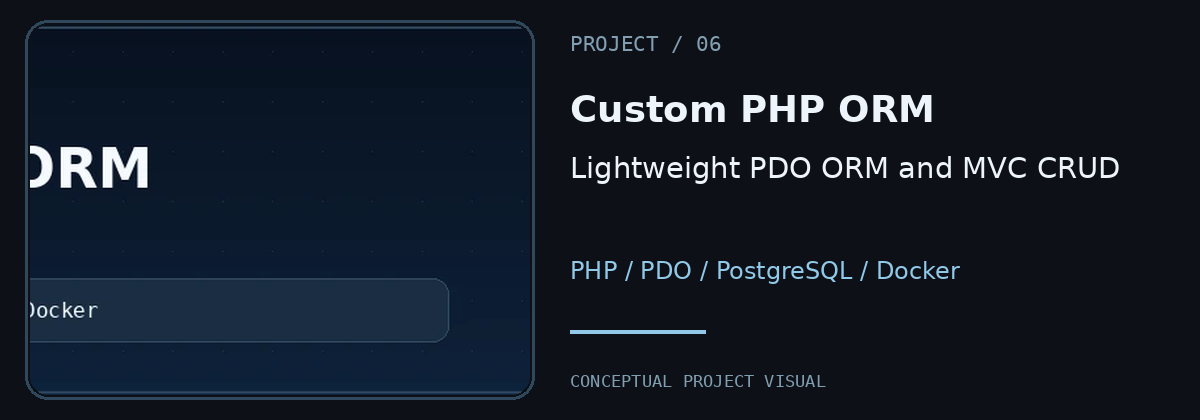 ORM
Docker
PROJECT / 06
Custom PHP ORM
Lightweight PDO ORM and MVC CRUD
PHP / PDO / PostgreSQL / Docker
CONCEPTUAL PROJECT VISUAL